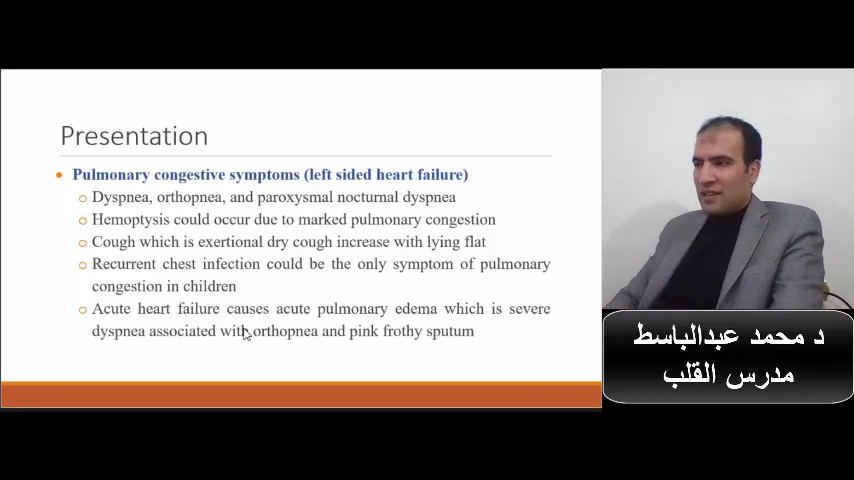 Presentation
Pulmonary congestive symptoms (left sided heart failure)
Dyspnea, orthopnea, and paroxysmal nocturnal dyspnea
Hemoptysis could occur due to marked pulmonary congestion
Cough which is exertional dry cough increase with lying flat
Recurrent chest infection could be the only symptom of pulmonary
congestion in children
Acute heart failure causes acute pulmonary edema which is severe
dyspnea associated with orthopnea and pink frothy sputum
د محمد عبدالباسط
مدرس القلب